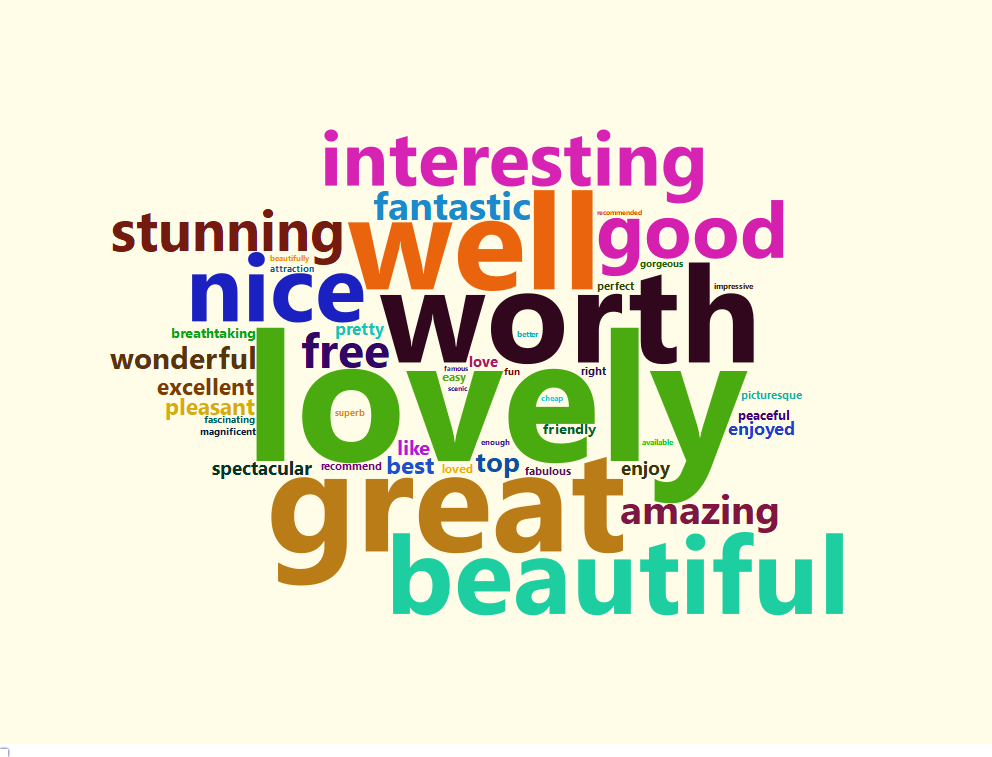 interesting
fantastic
well
recommended
good
stunning
beautifully
attraction
gorgeous
nice
perfect
impressive
worth
breathtaking
pretty
better
wonderful
free
love
famous
easy
fun
right
scenic
lovely
excellent
cheap
picturesque
pleasant
superb
peaceful
fascinating
magnificent
friendly
enjoyed
like
enough
available
spectacular
recommend
best
loved
top
fabulous
enjoy
great
amazing
beautiful